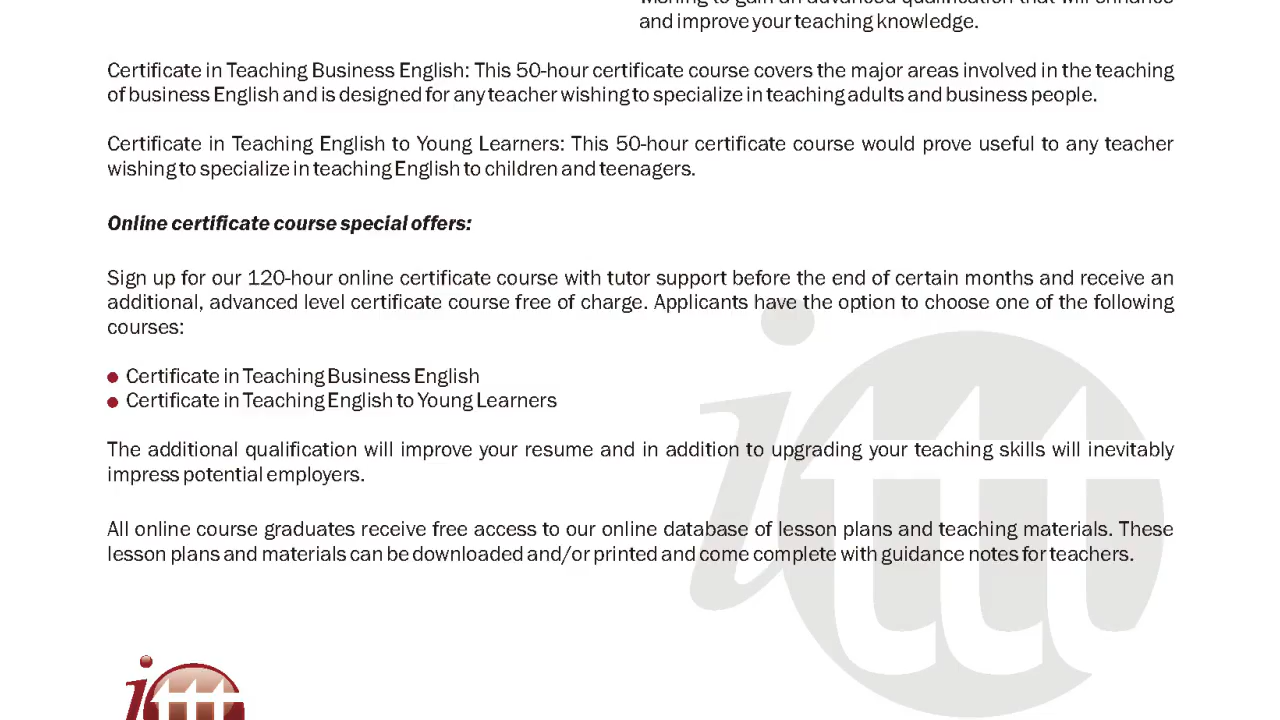 and improve your teaching knowledge.
Certificate in Teaching Business English: This 50-hour certificate course covers the major areas involved in the teaching
of business English and is designed for any teacher wishing to specialize in teaching adults and business people.
Certificate in Teaching English to Young Learners: This 50-hour certificate course would prove useful to any teacher
wishing to specialize in teaching English to children and teenagers.
Online certificate course special offers:
Sign up for our 120-hour online certificate course with tutor support before the end of certain months and receive an
additional, advanced level certificate course free of charge. Applicants have the option to choose one of the following
courses:
Certificate in Teaching Business English
Certificate in Teaching English to Young Learners
The additional qualification will improve your resume and in addition to upgrading your teaching skills will inevitably
impress potential employers.
All online course graduates receive free access to our online database of lesson plans and teaching materials. These
lesson plans and materials can be downloaded and/or printed and come complete with guidance notes for teachers.
ittt
ittt